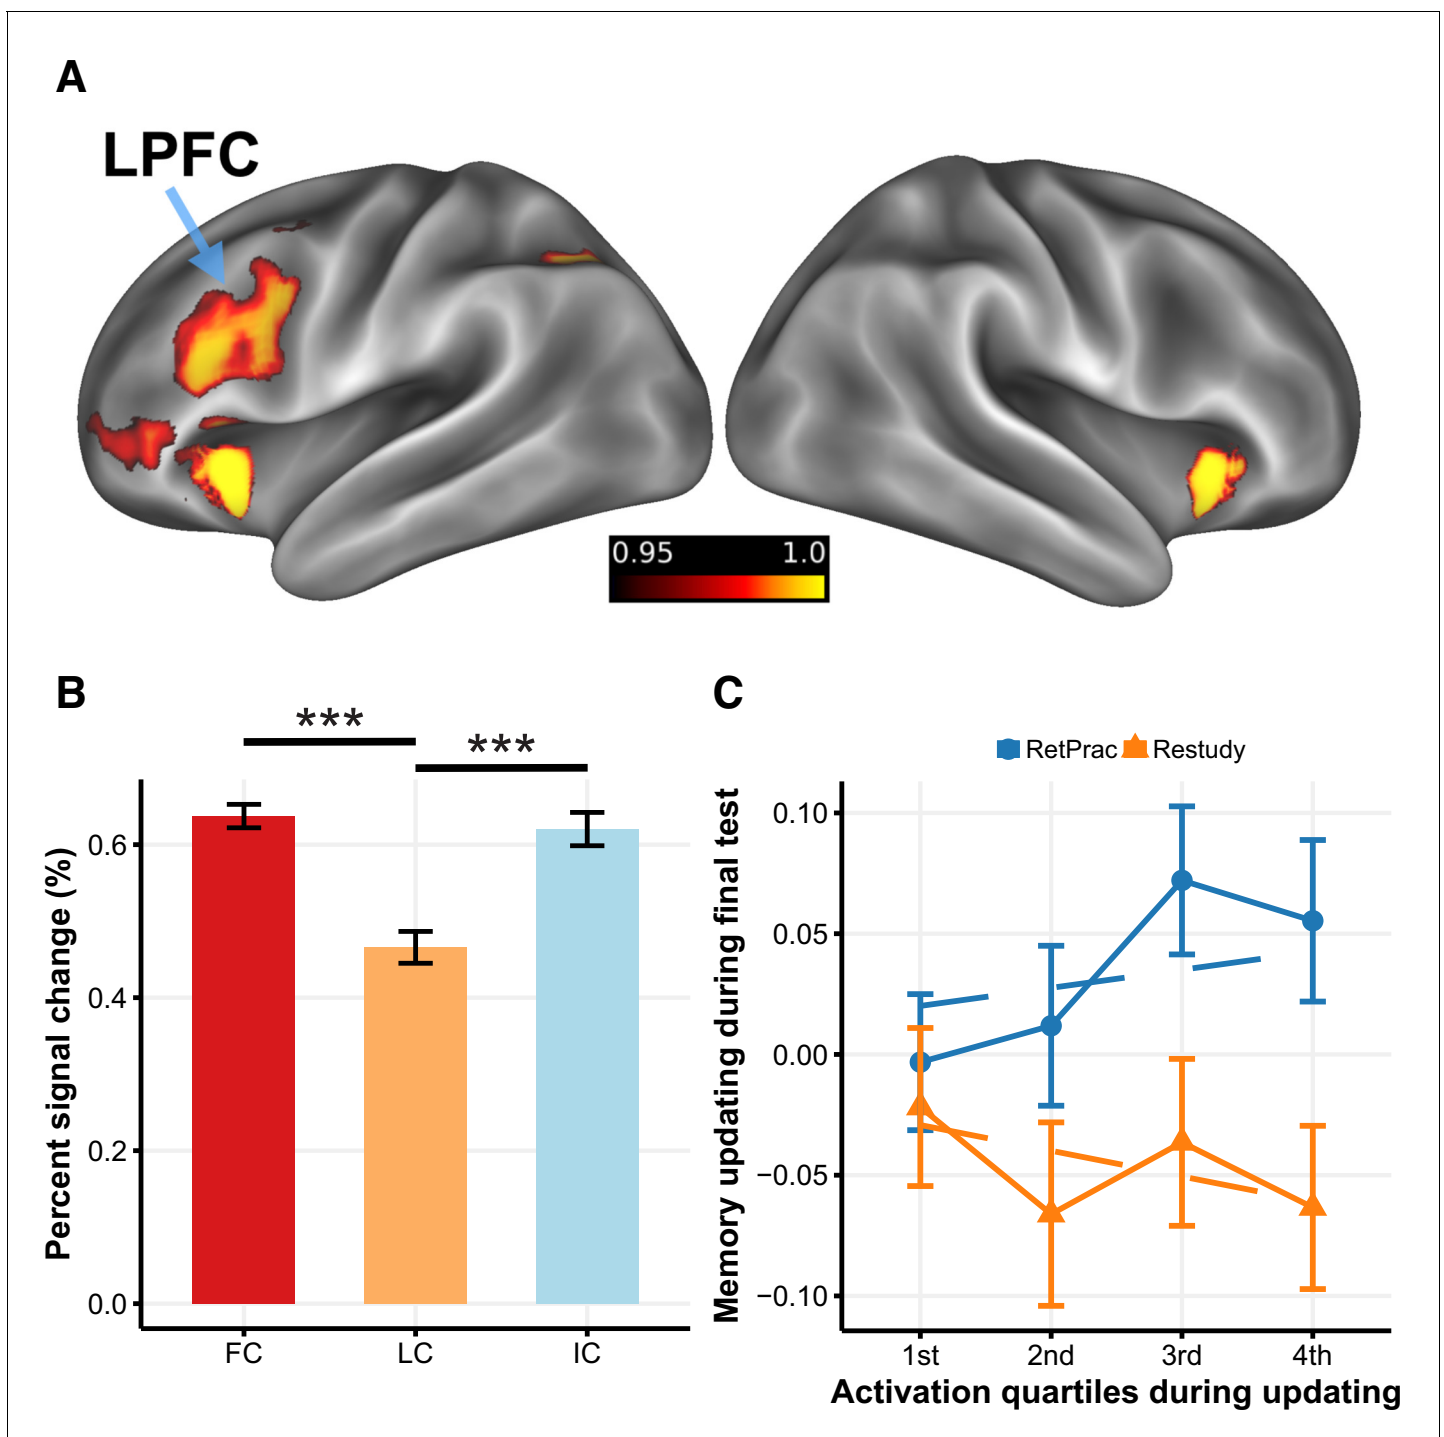 A
LPFC
0.95 1.0
B
***
***
Percent signal change (%)
0.6
0.4
0.2
0.0
FC LC IC
C
RetPrac Restudy
Memory updating during final test
0.10
0.05
0.00
−0.05
−0.10
1st 2nd 3rd 4th
Activation quartiles during updating